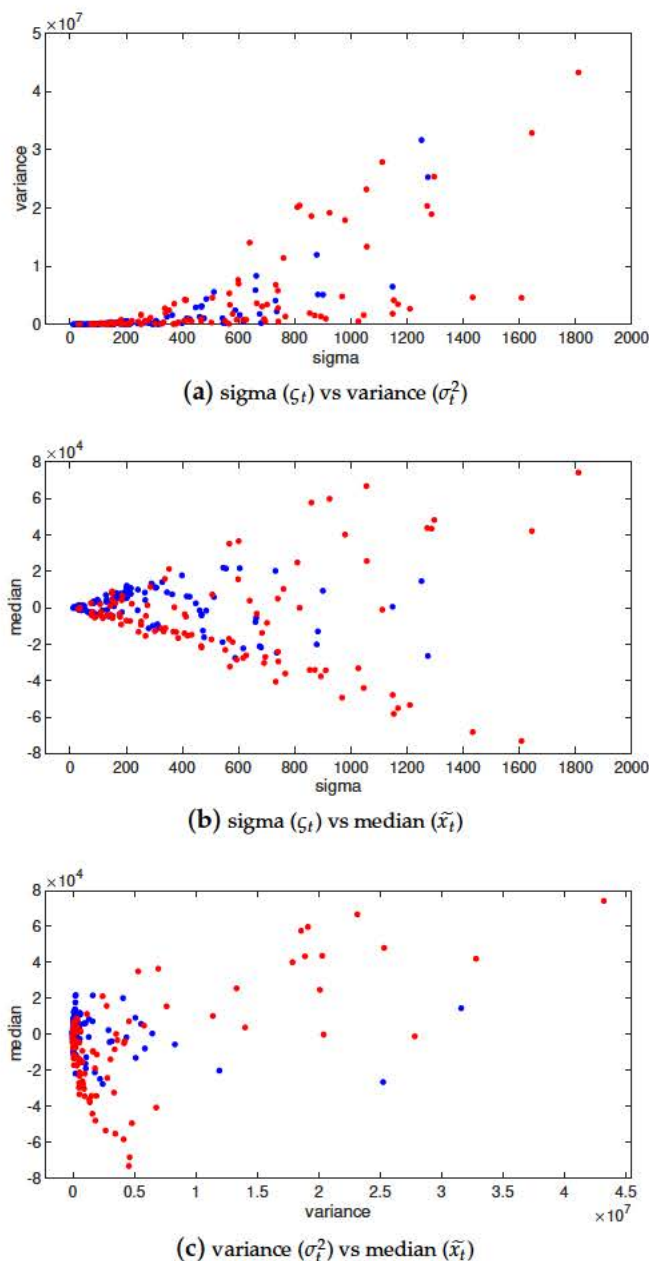 ×10⁷
5
4
3
2
1
0
variance
0 200 400 600 800 1000 1200 1400 1600 1800 2000
sigma
(a) sigma (ςₜ) vs variance (σₜ²)
×10⁴
8
6
4
2
0
-2
-4
-6
-8
median
0 200 400 600 800 1000 1200 1400 1600 1800 2000
sigma
(b) sigma (ςₜ) vs median (x̃ₜ)
×10⁴
8
6
4
2
0
-2
-4
-6
-8
median
0 0.5 1 1.5 2 2.5 3 3.5 4 4.5
variance
×10⁷
(c) variance (σₜ²) vs median (x̃ₜ)